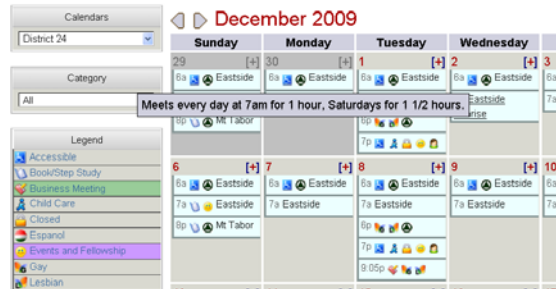 Calendars
District 24
Category
All
Legend
Accessible
Book/Step Study
Business Meeting
Child Care
Closed
Espanol
Events and Fellowship
Gay
Lesbian
December 2009
Sunday Monday Tuesday Wednesday
29 [+] 30 [+] 1 [+] 2 [+] 3
6a Eastside 6a Eastside 6a Eastside 6a Eastside 6a
Meets every day at 7am for 1 hour, Saturdays for 1 1/2 hours.
Eastside 7a
8p Mt Tabor 6p
7p
6 [+] 7 [+] 8 [+] 9 [+] 10
6a Eastside 6a Eastside 6a Eastside 6a Eastside 6a
7a Eastside 7a Eastside 7a Eastside 7a Eastside 7a
8p Mt Tabor 6p
7p
9:05p